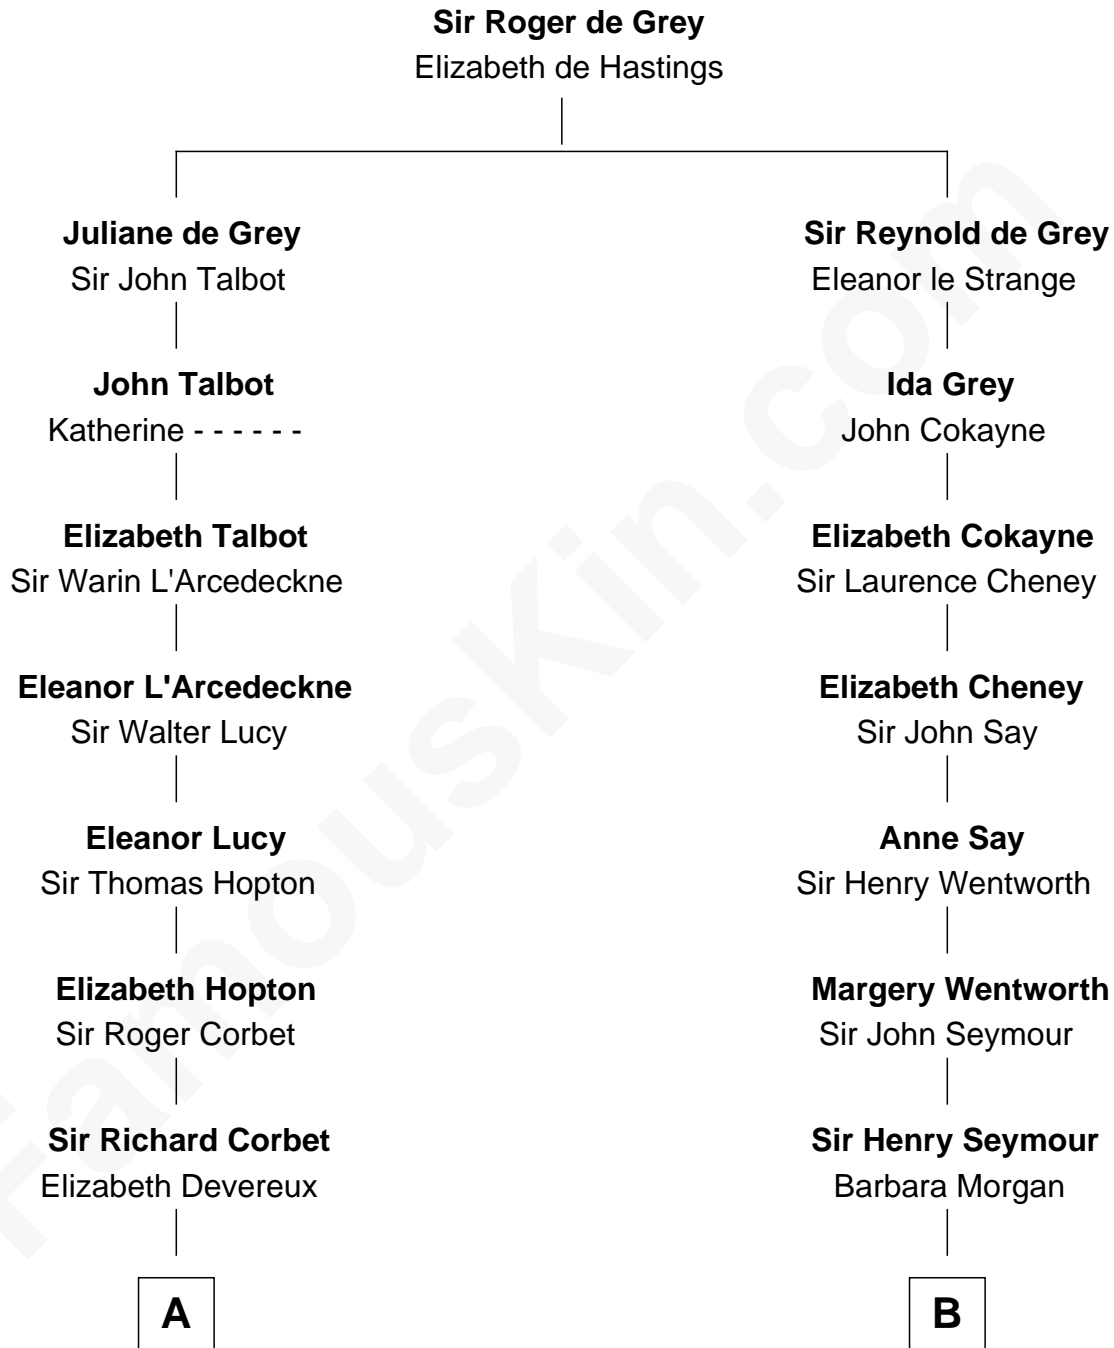 Sir Roger de Grey
Elizabeth de Hastings
Juliane de Grey
Sir John Talbot
Sir Reynold de Grey
Eleanor le Strange
John Talbot
Katherine - - - - - -
Ida Grey
John Cokayne
Elizabeth Talbot
Sir Warin L'Arcedeckne
Elizabeth Cokayne
Sir Laurence Cheney
Eleanor L'Arcedeckne
Sir Walter Lucy
Elizabeth Cheney
Sir John Say
Eleanor Lucy
Sir Thomas Hopton
Anne Say
Sir Henry Wentworth
Elizabeth Hopton
Sir Roger Corbet
Margery Wentworth
Sir John Seymour
Sir Richard Corbet
Elizabeth Devereux
Sir Henry Seymour
Barbara Morgan
A
B
FamousKin.com